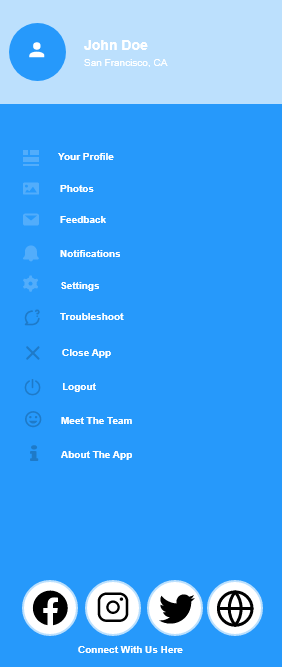 John Doe
San Francisco, CA
Your Profile
Photos
Feedback
Notifications
Settings
Troubleshoot
Close App
Logout
Meet The Team
About The App
Connect With Us Here